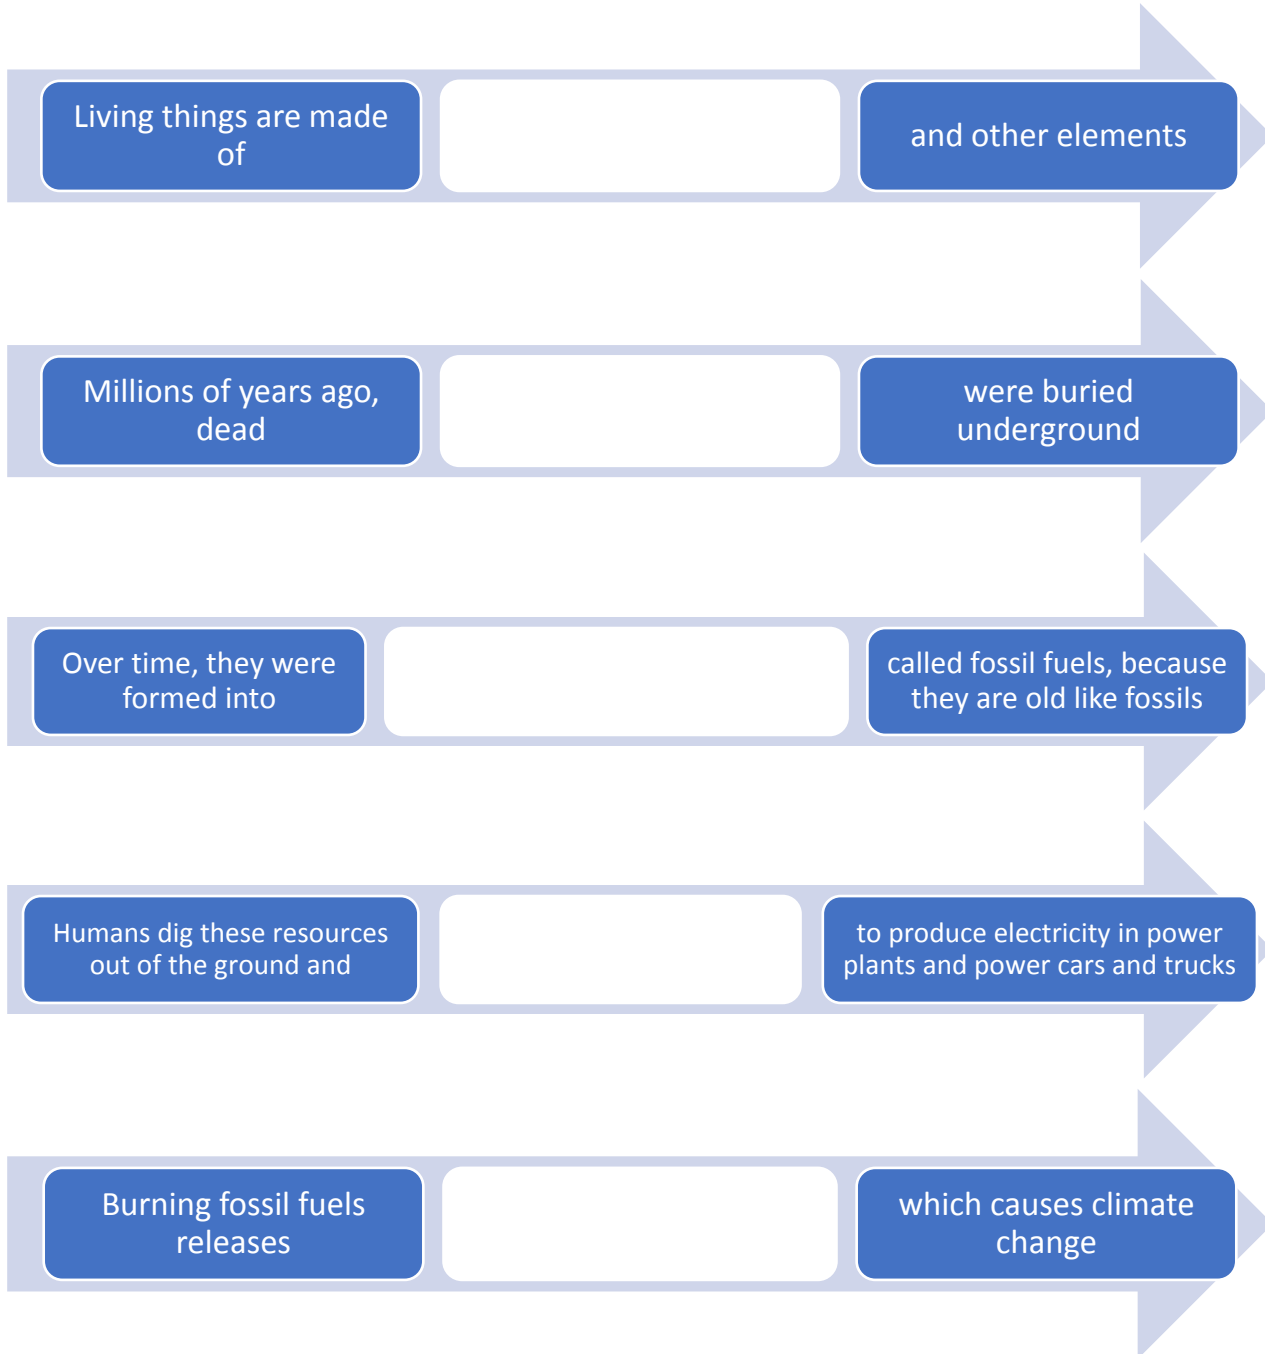 Living things are made
of
and other elements
Millions of years ago,
dead
were buried
underground
Over time, they were
formed into
called fossil fuels, because
they are old like fossils
Humans dig these resources
out of the ground and
to produce electricity in power
plants and power cars and trucks
Burning fossil fuels
releases
which causes climate
change